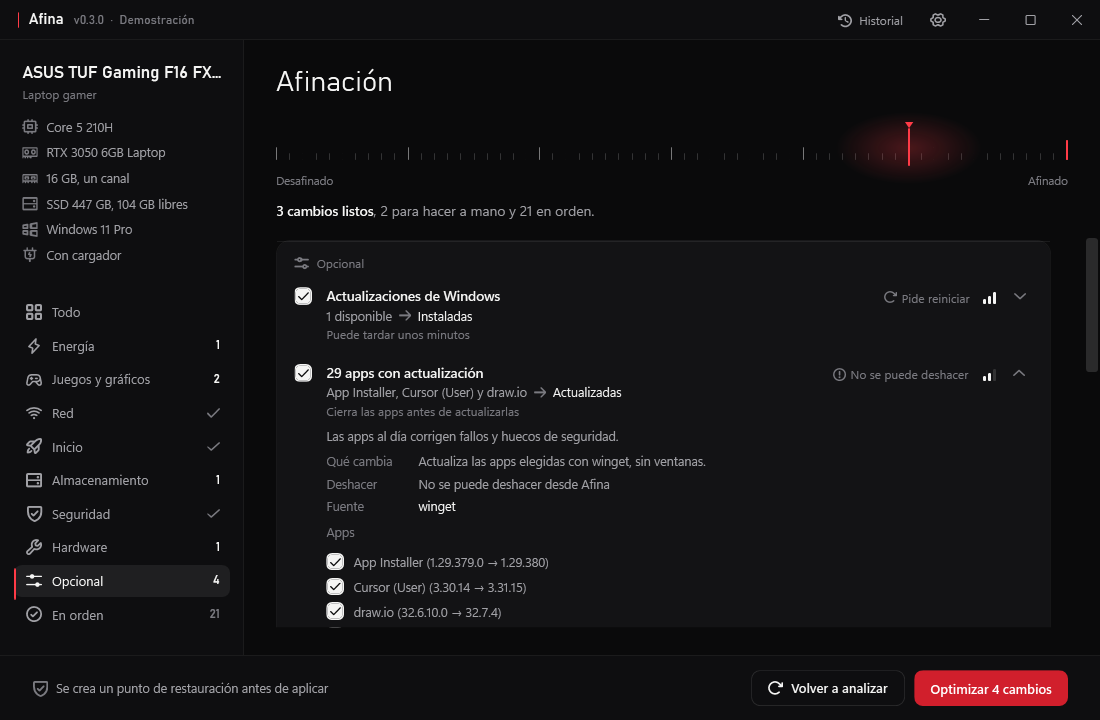 Afina v0.3.0 · Demostración
Historial
ASUS TUF Gaming F16 FX...
Laptop gamer
Core 5 210H
RTX 3050 6GB Laptop
16 GB, un canal
SSD 447 GB, 104 GB libres
Windows 11 Pro
Con cargador
Todo
Energía 1
Juegos y gráficos 2
Red
Inicio
Almacenamiento 1
Seguridad
Hardware 1
Opcional 4
En orden 21
Afinación
Desafinado Afinado
3 cambios listos, 2 para hacer a mano y 21 en orden.
Opcional
Actualizaciones de Windows Pide reiniciar
1 disponible → Instaladas
Puede tardar unos minutos
29 apps con actualización No se puede deshacer
App Installer, Cursor (User) y draw.io → Actualizadas
Cierra las apps antes de actualizarlas
Las apps al día corrigen fallos y huecos de seguridad.
Qué cambia Actualiza las apps elegidas con winget, sin ventanas.
Deshacer No se puede deshacer desde Afina
Fuente winget
Apps
App Installer (1.29.379.0 → 1.29.380)
Cursor (User) (3.30.14 → 3.31.15)
draw.io (32.6.10.0 → 32.7.4)
Se crea un punto de restauración antes de aplicar
Volver a analizar
Optimizar 4 cambios